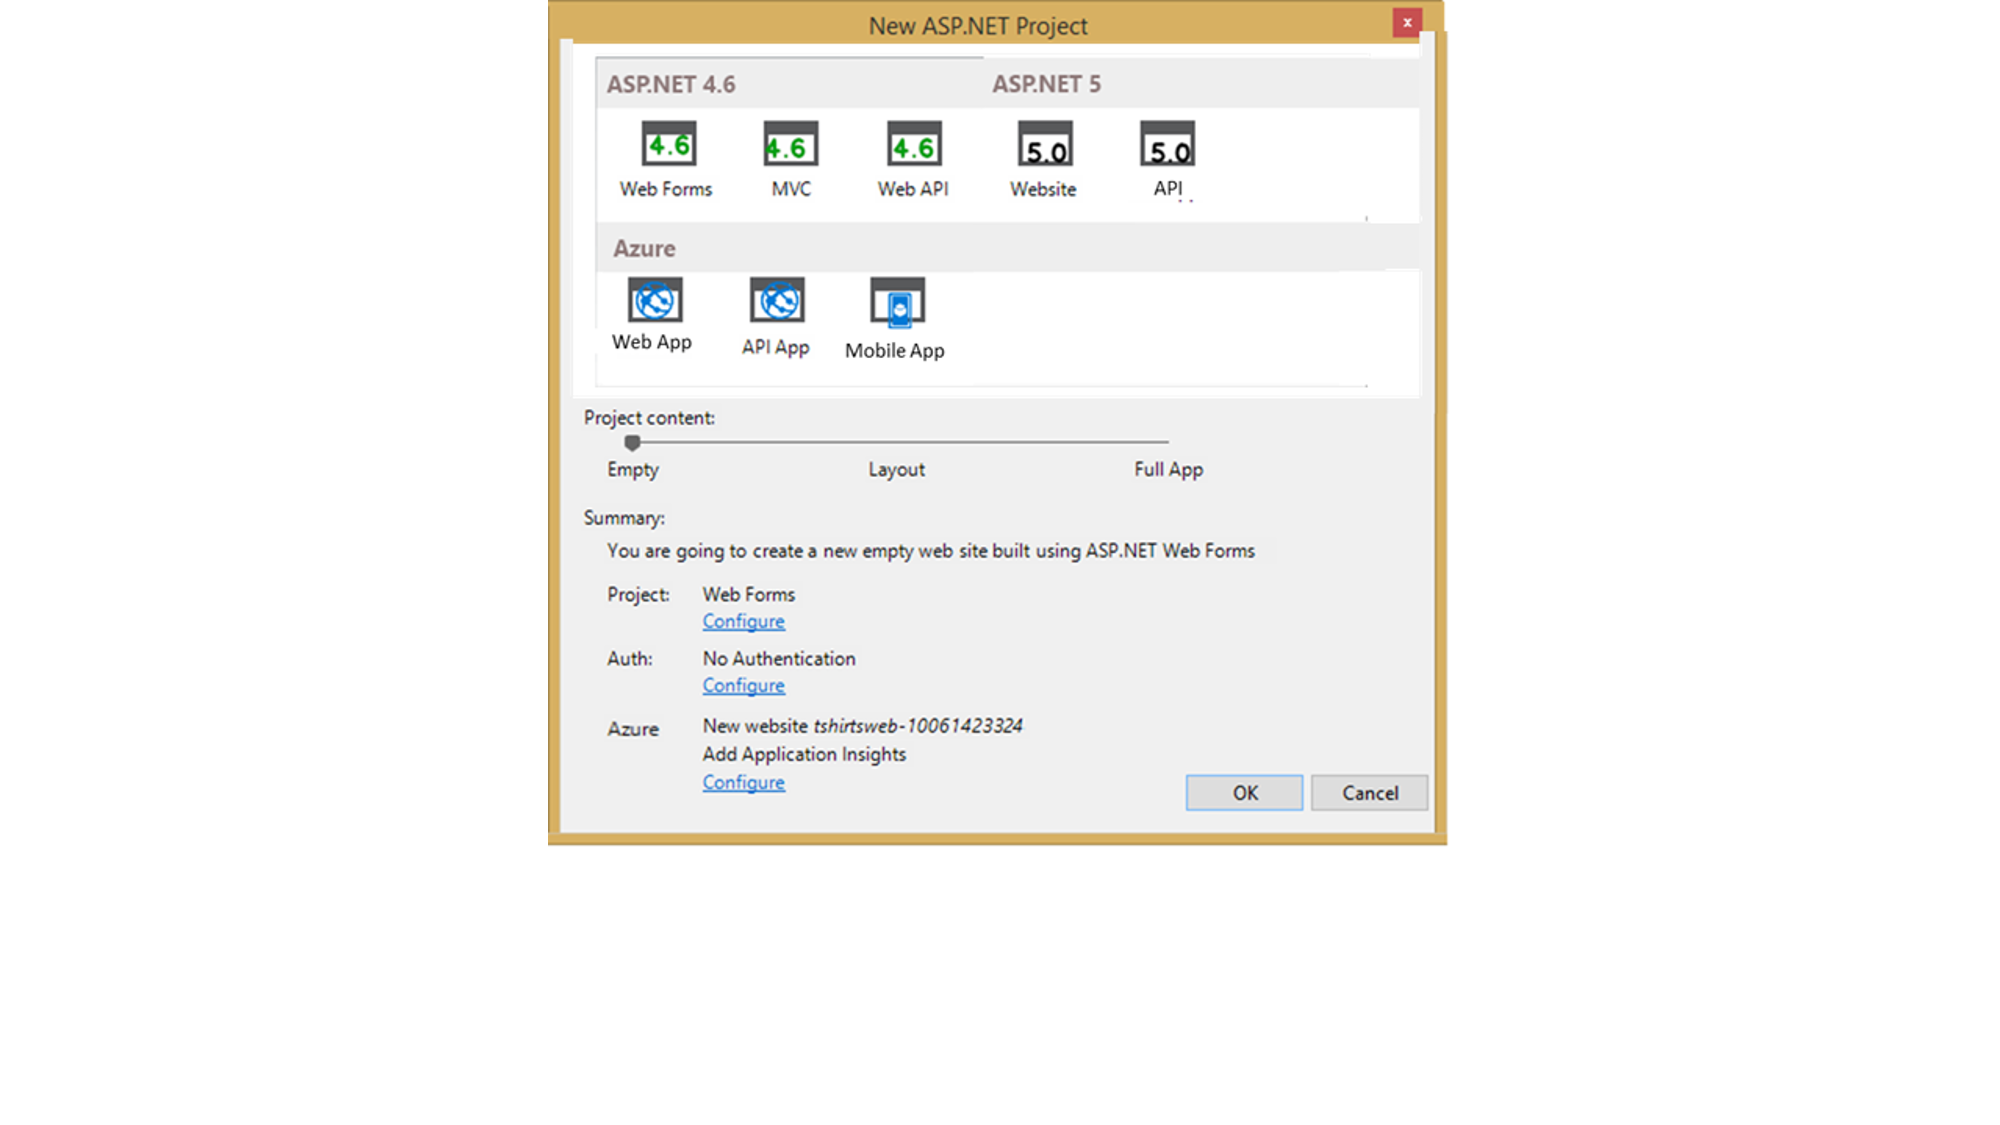 New ASP.NET Project
x
ASP.NET 4.6 ASP.NET 5
4.6 4.6 4.6 5.0 5.0
Web Forms MVC Web API Website API
Azure
Web App API App Mobile App
Project content:
Empty Layout Full App
Summary:
You are going to create a new empty web site built using ASP.NET Web Forms
Project: Web Forms
Configure
Auth: No Authentication
Configure
Azure New website tshirtsweb-10061423324
Add Application Insights
Configure
OK Cancel